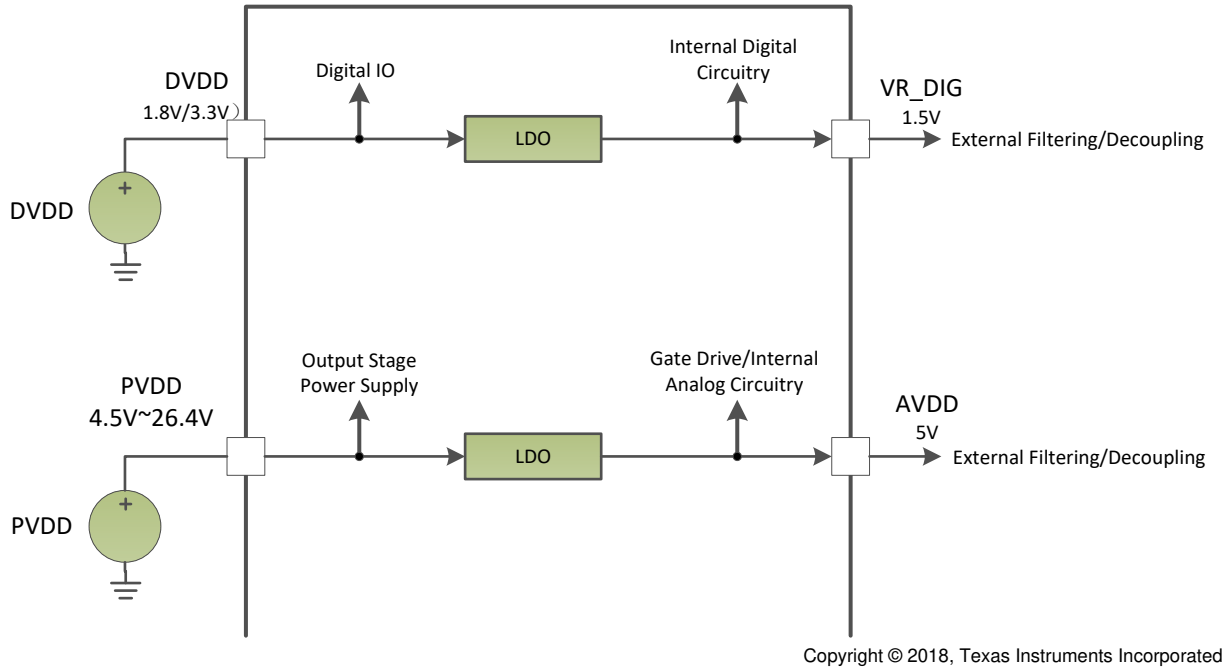 DVDD
1.8V/3.3V）
Digital IO
LDO
Internal Digital
Circuitry
VR_DIG
1.5V
External Filtering/Decoupling
+
DVDD
PVDD
4.5V~26.4V
Output Stage
Power Supply
LDO
Gate Drive/Internal
Analog Circuitry
AVDD
5V
External Filtering/Decoupling
+
PVDD
Copyright © 2018, Texas Instruments Incorporated